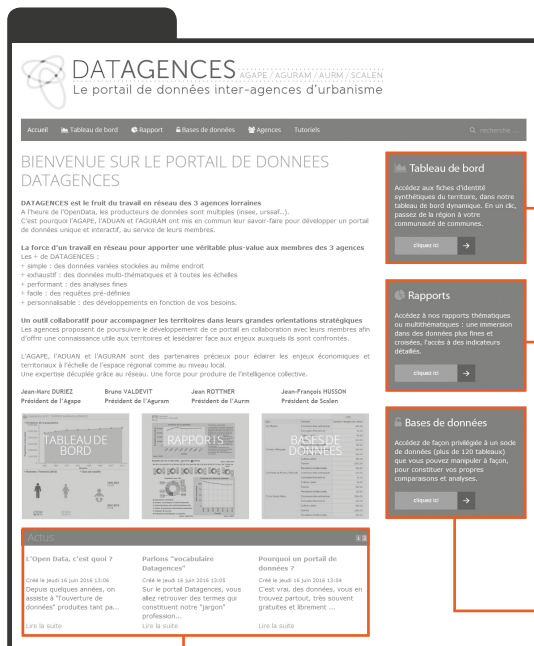 DATAGENCES AGAPE / AGURAM / AURM / SCALEN
Le portail de données inter-agences d'urbanisme
Accueil Tableau de bord Rapport Bases de données Agences Tutoriels recherche ...
BIENVENUE SUR LE PORTAIL DE DONNEES
DATAGENCES
DATAGENCES est le fruit du travail en réseau des 3 agences lorraines
A l'heure de l'OpenData, les producteurs de données sont multiples (insee, urssaf..).
C'est pourquoi l'AGAPE, l'ADUAN et l'AGURAM ont mis en commun leur savoir-faire pour développer un portail
de données unique et interactif, au service de leurs membres.
La force d'un travail en réseau pour apporter une véritable plus-value aux membres des 3 agences
Les + de DATAGENCES :
+ simple : des données variées stockées au même endroit
+ exhaustif : des données multi-thématiques et à toutes les échelles
+ performant : des analyses fines
+ facile : des requêtes pré-définies
+ personnalisable : des développements en fonction de vos besoins.
Un outil collaboratif pour accompagner les territoires dans leurs grandes orientations stratégiques
Les agences proposent de poursuivre le développement de ce portail en collaboration avec leurs membres afin
d'offrir une connaissance utile aux territoires et leséclairer face aux enjeux auxquels ils sont confrontés.
L'AGAPE, l'ADUAN et l'AGURAM sont des partenaires précieux pour éclairer les enjeux économiques et
territoriaux à l'échelle de l'espace régional comme au niveau local.
Une expertise décuplée grâce au réseau. Une force pour produire de l'intelligence collective.
Jean-Marc DURIEZ Bruno VALDEVIT Jean ROTTNER Jean-François HUSSON
Président de l'Agape Président de l'Aguram Président de l'Aurm Président de Scalen
TABLEAU DE
BORD
RAPPORTS
BASES DE
DONNÉES
Actus
L'Open Data, c'est quoi ?
Créé le jeudi 16 juin 2016 13:06
Depuis quelques années, on
assiste à "l'ouverture de
données" produites tant pa...
Lire la suite
Parlons "vocabulaire
Datagences"
Créé le jeudi 16 juin 2016 13:05
Sur le portail Datagences, vous
allez retrouver des termes qui
constituent notre "jargon"
profession...
Lire la suite
Pourquoi un portail de
données ?
Créé le jeudi 16 juin 2016 13:04
C'est vrai, des données, vous en
trouvez partout, très souvent
gratuites et librement ...
Lire la suite
Tableau de bord
Accédez aux fiches d'identité
synthétiques du territoire, dans notre
tableau de bord dynamique. En un clic,
passez de la région à votre
communauté de communes.
cliquez ici
Rapports
Accédez à nos rapports thématiques
ou multithématiques : une immersion
dans des données plus fines et
croisées, l'accès à des indicateurs
détaillés.
cliquez ici
Bases de données
Accédez de façon privilégiée à un socle
de données (plus de 120 tableaux)
que vous pouvez manipuler à façon,
pour constituer vos propres
comparaisons et analyses.
cliquez ici